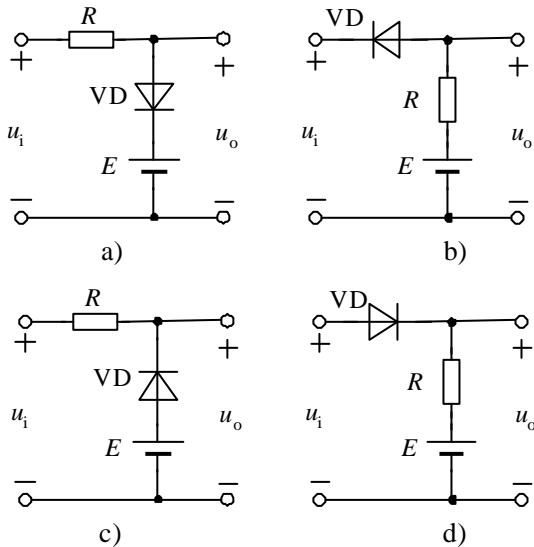 R
VD
+ +
VD
E
u_i u_o
− −
a)
VD
+ +
R
E
u_i u_o
− −
b)
R
+ +
VD
E
u_i u_o
− −
c)
VD
+ +
R
E
u_i u_o
− −
d)